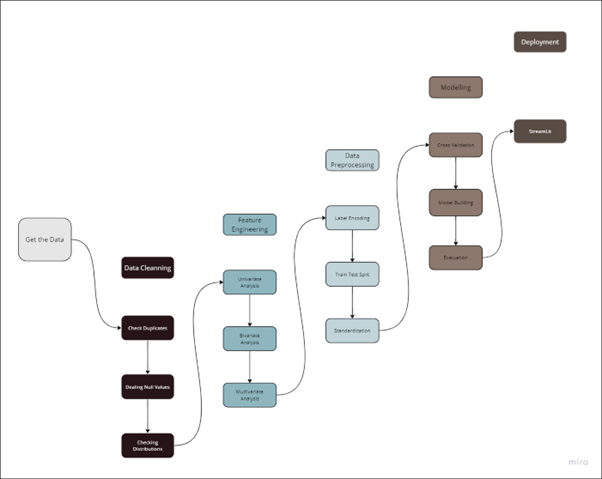 Deployment
Modelling
StreamLit
Cross Validation
Data
Preprocessing
Model Building
Label Encoding
Feature
Engineering
Get the Data
Evaluation
Data Cleanning
Train Test Split
Univariate
Analysis
Check Duplicates
Standardization
Bivariate
Analysis
Dealing Null Values
Multivariate
Analysis
Checking
Distributions
miro